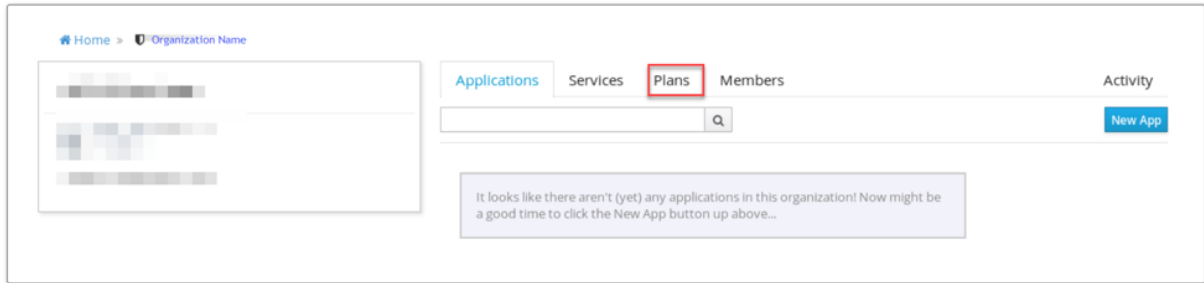 Home » Organization Name
Applications Services Plans Members Activity
New App
It looks like there aren't (yet) any applications in this organization! Now might be
a good time to click the New App button up above...